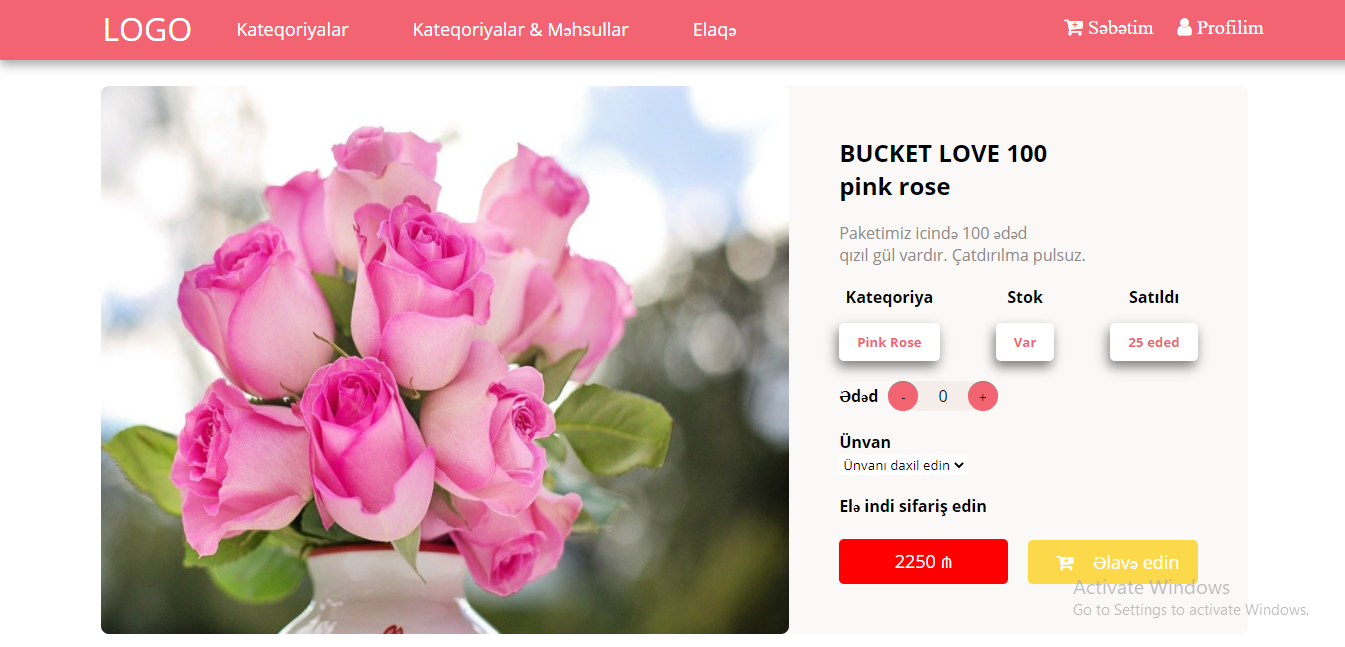 LOGO Kateqoriyalar Kateqoriyalar & Məhsullar Elaqə Səbətim Profilim
BUCKET LOVE 100
pink rose
Paketimiz icində 100 ədəd
qızıl gül vardır. Çatdırılma pulsuz.
Kateqoriya Stok Satıldı
Pink Rose Var 25 eded
Ədəd - 0 +
Ünvan
Ünvanı daxil edin
Elə indi sifariş edin
2250 ₼ Əlavə edin
Activate Windows
Go to Settings to activate Windows.